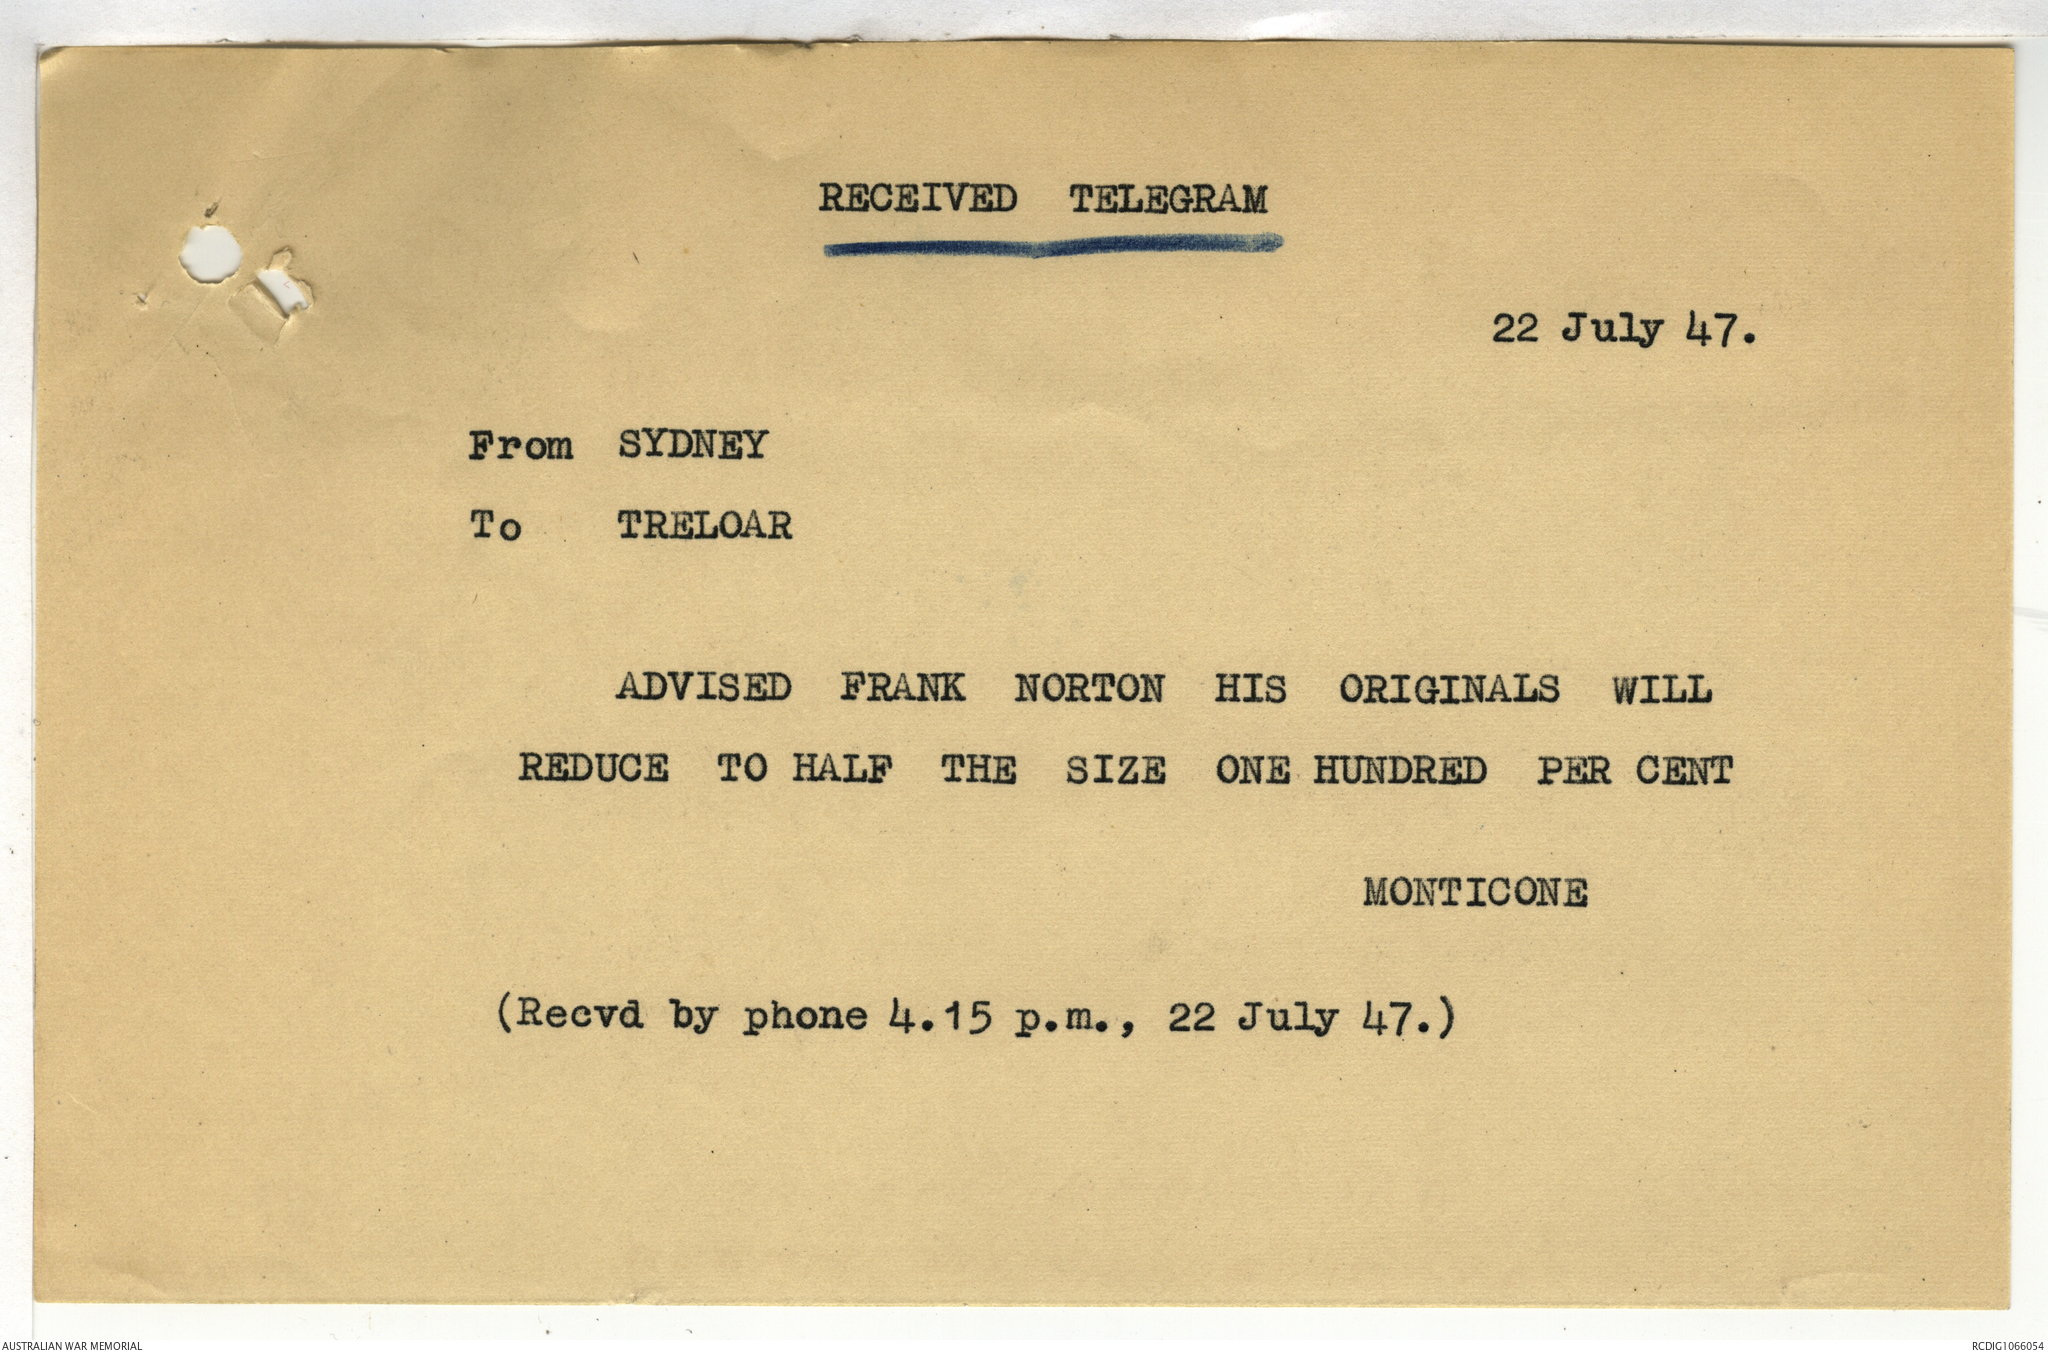 RECEIVED TELEGRAM
22 July 47.
From SYDNEY
To TRELOAR
ADVISED FRANK NORTON HIS ORIGINALS WILL
REDUCE TO HALF THE SIZE ONE HUNDRED PER CENT
MONTICONE
(Recvd by phone 4.15 p.m., 22 July 47.)
AUSTRALIAN WAR MEMORIAL
RCDIG1066054